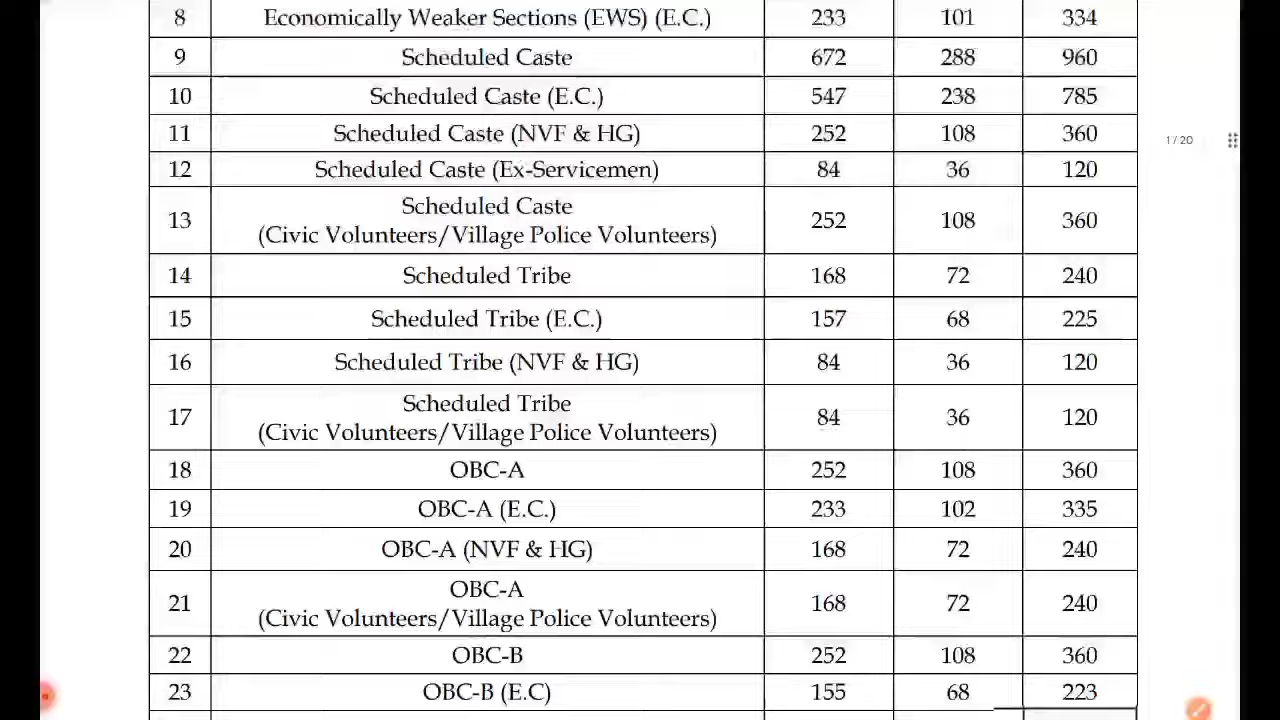 8 Economically Weaker Sections (EWS) (E.C.) 233 101 334
9 Scheduled Caste 672 288 960
10 Scheduled Caste (E.C.) 547 238 785
11 Scheduled Caste (NVF & HG) 252 108 360
1 / 20
12 Scheduled Caste (Ex-Servicemen) 84 36 120
13 Scheduled Caste
(Civic Volunteers/Village Police Volunteers) 252 108 360
14 Scheduled Tribe 168 72 240
15 Scheduled Tribe (E.C.) 157 68 225
16 Scheduled Tribe (NVF & HG) 84 36 120
17 Scheduled Tribe
(Civic Volunteers/Village Police Volunteers) 84 36 120
18 OBC-A 252 108 360
19 OBC-A (E.C.) 233 102 335
20 OBC-A (NVF & HG) 168 72 240
21 OBC-A
(Civic Volunteers/Village Police Volunteers) 168 72 240
22 OBC-B 252 108 360
23 OBC-B (E.C) 155 68 223